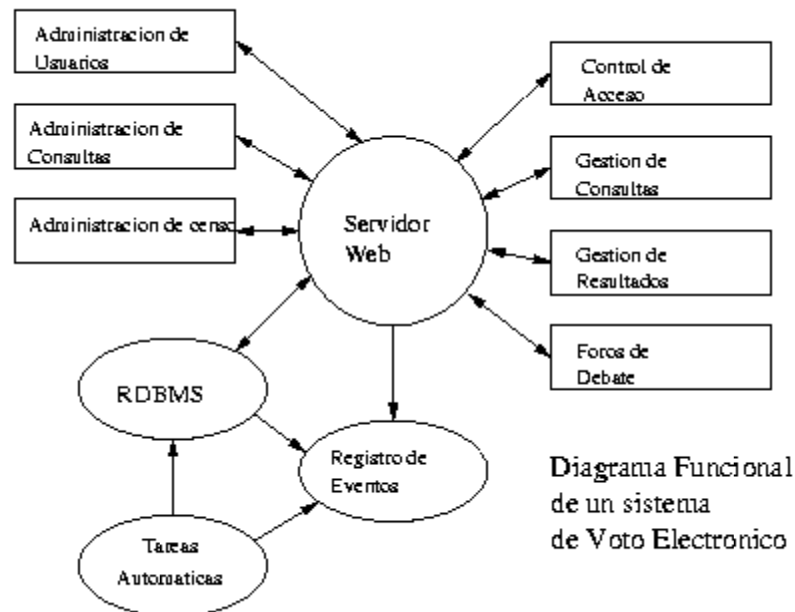 Administracion de
Usuarios
Administracion de
Consultas
Administracion de censo
Control de
Acceso
Gestion de
Consultas
Gestion de
Resultados
Foros de
Debate
Servidor
Web
RDBMS
Registro de
Eventos
Tareas
Automaticas
Diagrama Funcional
de un sistema
de Voto Electronico